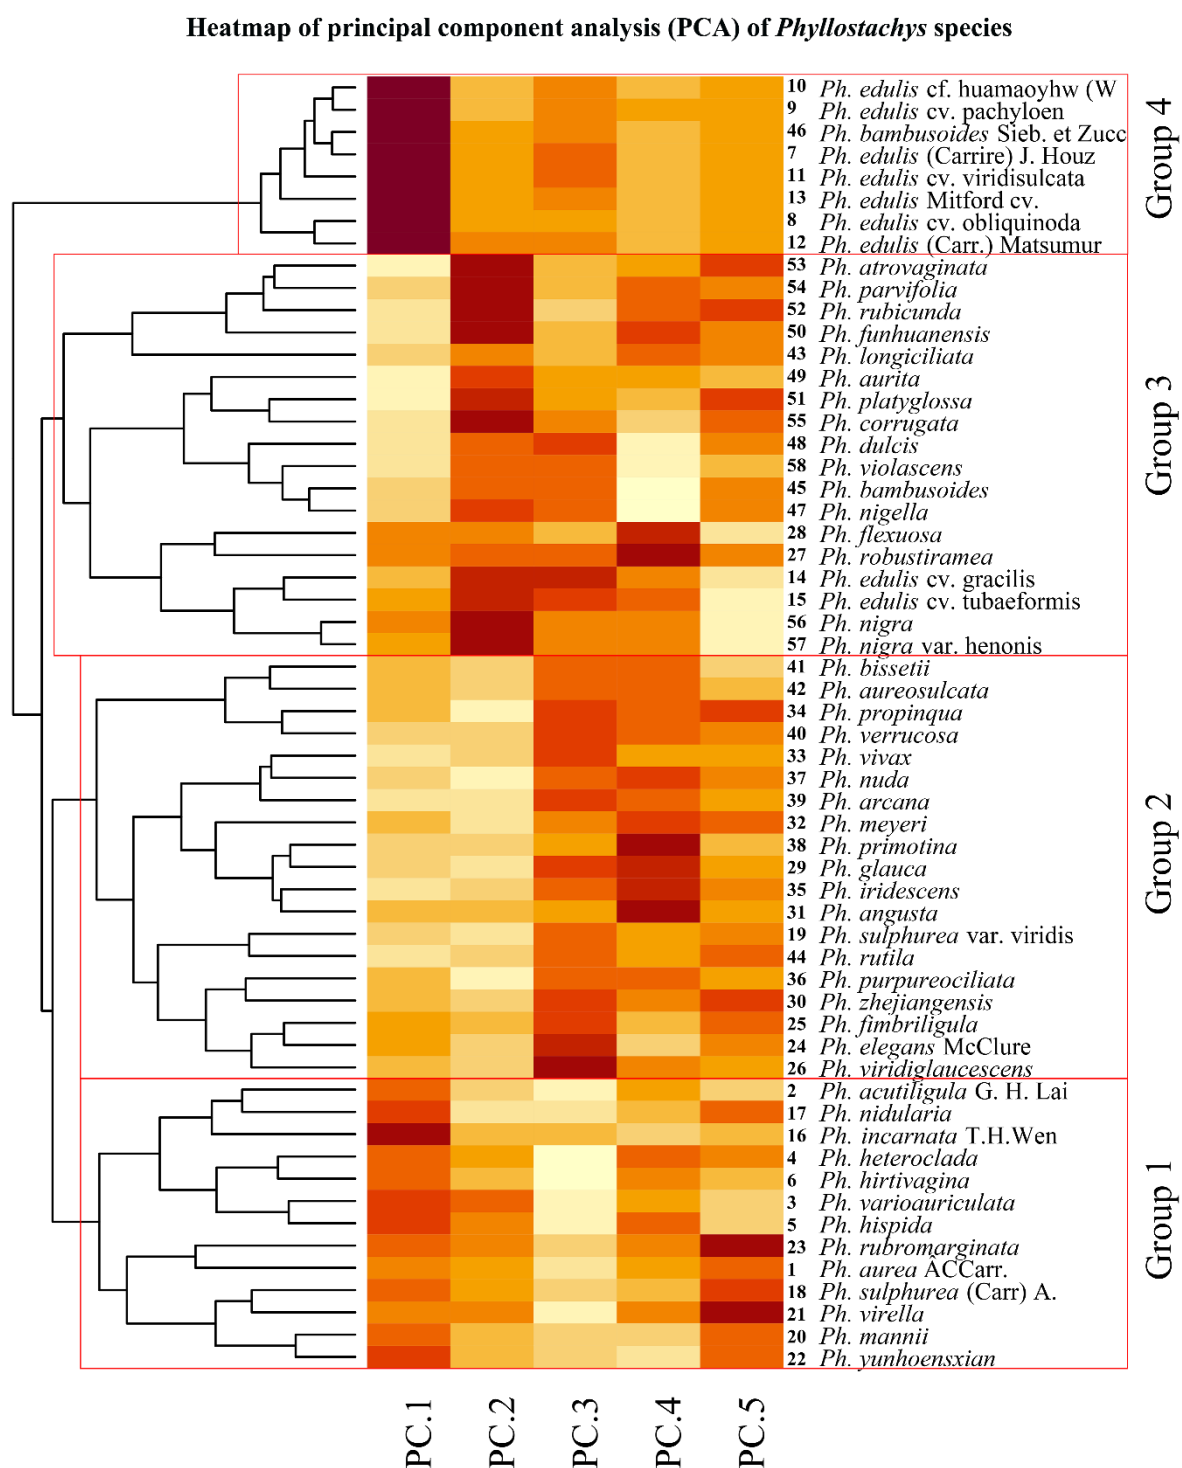 Heatmap of principal component analysis (PCA) of Phyllostachys species
10 Ph. edulis cf. huamaoyhw (W
9 Ph. edulis cv. pachyloen
46 Ph. bambusoides Sieb. et Zucc
7 Ph. edulis (Carrire) J. Houz
11 Ph. edulis cv. viridisulcata
13 Ph. edulis Mitford cv.
8 Ph. edulis cv. obliquinoda
12 Ph. edulis (Carr.) Matsumur
Group 4
53 Ph. atrovaginata
54 Ph. parvifolia
52 Ph. rubicunda
50 Ph. funhuanensis
43 Ph. longiciliata
49 Ph. aurita
51 Ph. platyglossa
55 Ph. corrugata
48 Ph. dulcis
58 Ph. violascens
45 Ph. bambusoides
47 Ph. nigella
28 Ph. flexuosa
27 Ph. robustiramea
14 Ph. edulis cv. gracilis
15 Ph. edulis cv. tubaeformis
56 Ph. nigra
57 Ph. nigra var. henonis
Group 3
41 Ph. bissetii
42 Ph. aureosulcata
34 Ph. propinqua
40 Ph. verrucosa
33 Ph. vivax
37 Ph. nuda
39 Ph. arcana
32 Ph. meyeri
38 Ph. primotina
29 Ph. glauca
35 Ph. iridescens
31 Ph. angusta
19 Ph. sulphurea var. viridis
44 Ph. rutila
36 Ph. purpureociliata
30 Ph. zhejiangensis
25 Ph. fimbriligula
24 Ph. elegans McClure
26 Ph. viridiglaucescens
Group 2
2 Ph. acutiligula G. H. Lai
17 Ph. nidularia
16 Ph. incarnata T.H.Wen
4 Ph. heteroclada
6 Ph. hirtivagina
3 Ph. varioauriculata
5 Ph. hispida
23 Ph. rubromarginata
1 Ph. aurea ÂCCarr.
18 Ph. sulphurea (Carr) A.
21 Ph. virella
20 Ph. mannii
22 Ph. yunhoensxian
Group 1
PC.1 PC.2 PC.3 PC.4 PC.5